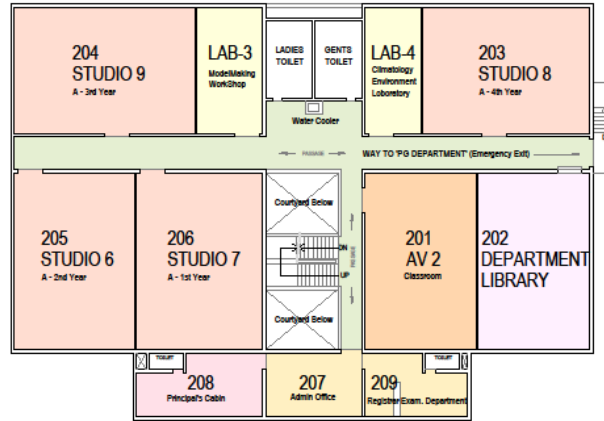 204
STUDIO 9
A - 3rd Year
LAB-3
ModelMaking
WorkShop
LADIES
TOILET
GENTS
TOILET
LAB-4
Climatology
Environment
Loboratory
203
STUDIO 8
A - 4th Year
Water Cooler
PASSAGE
WAY TO 'PG DEPARTMENT' (Emergency Exit)
205
STUDIO 6
A - 2nd Year
206
STUDIO 7
A - 1st Year
Courtyard Below
DN
UP
PASSAGE
Courtyard Below
201
AV 2
Classroom
202
DEPARTMENT
LIBRARY
TOILET
208
Principal's Cabin
207
Admin Office
209
Registrar Exam. Department
TOILET